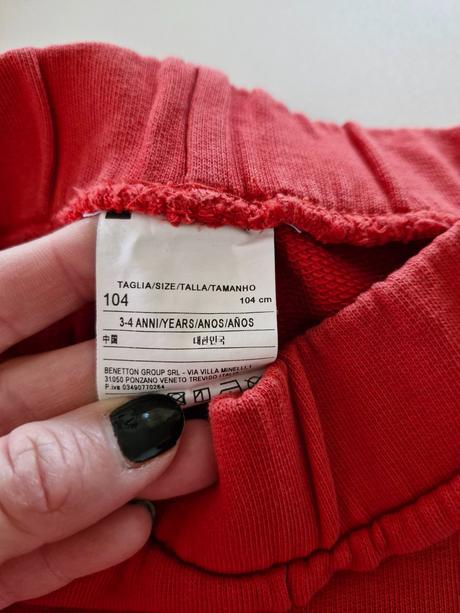 TAGLIA/SIZE/TALLA/TAMANHO
104 104 cm
3-4 ANNI/YEARS/ANOS/AÑOS
中国 대한민국
BENETTON GROUP SRL - VIA VILLA MINELLI, 1
31050 PONZANO VENETO TREVISO ITALIA
P.iva 03490770264